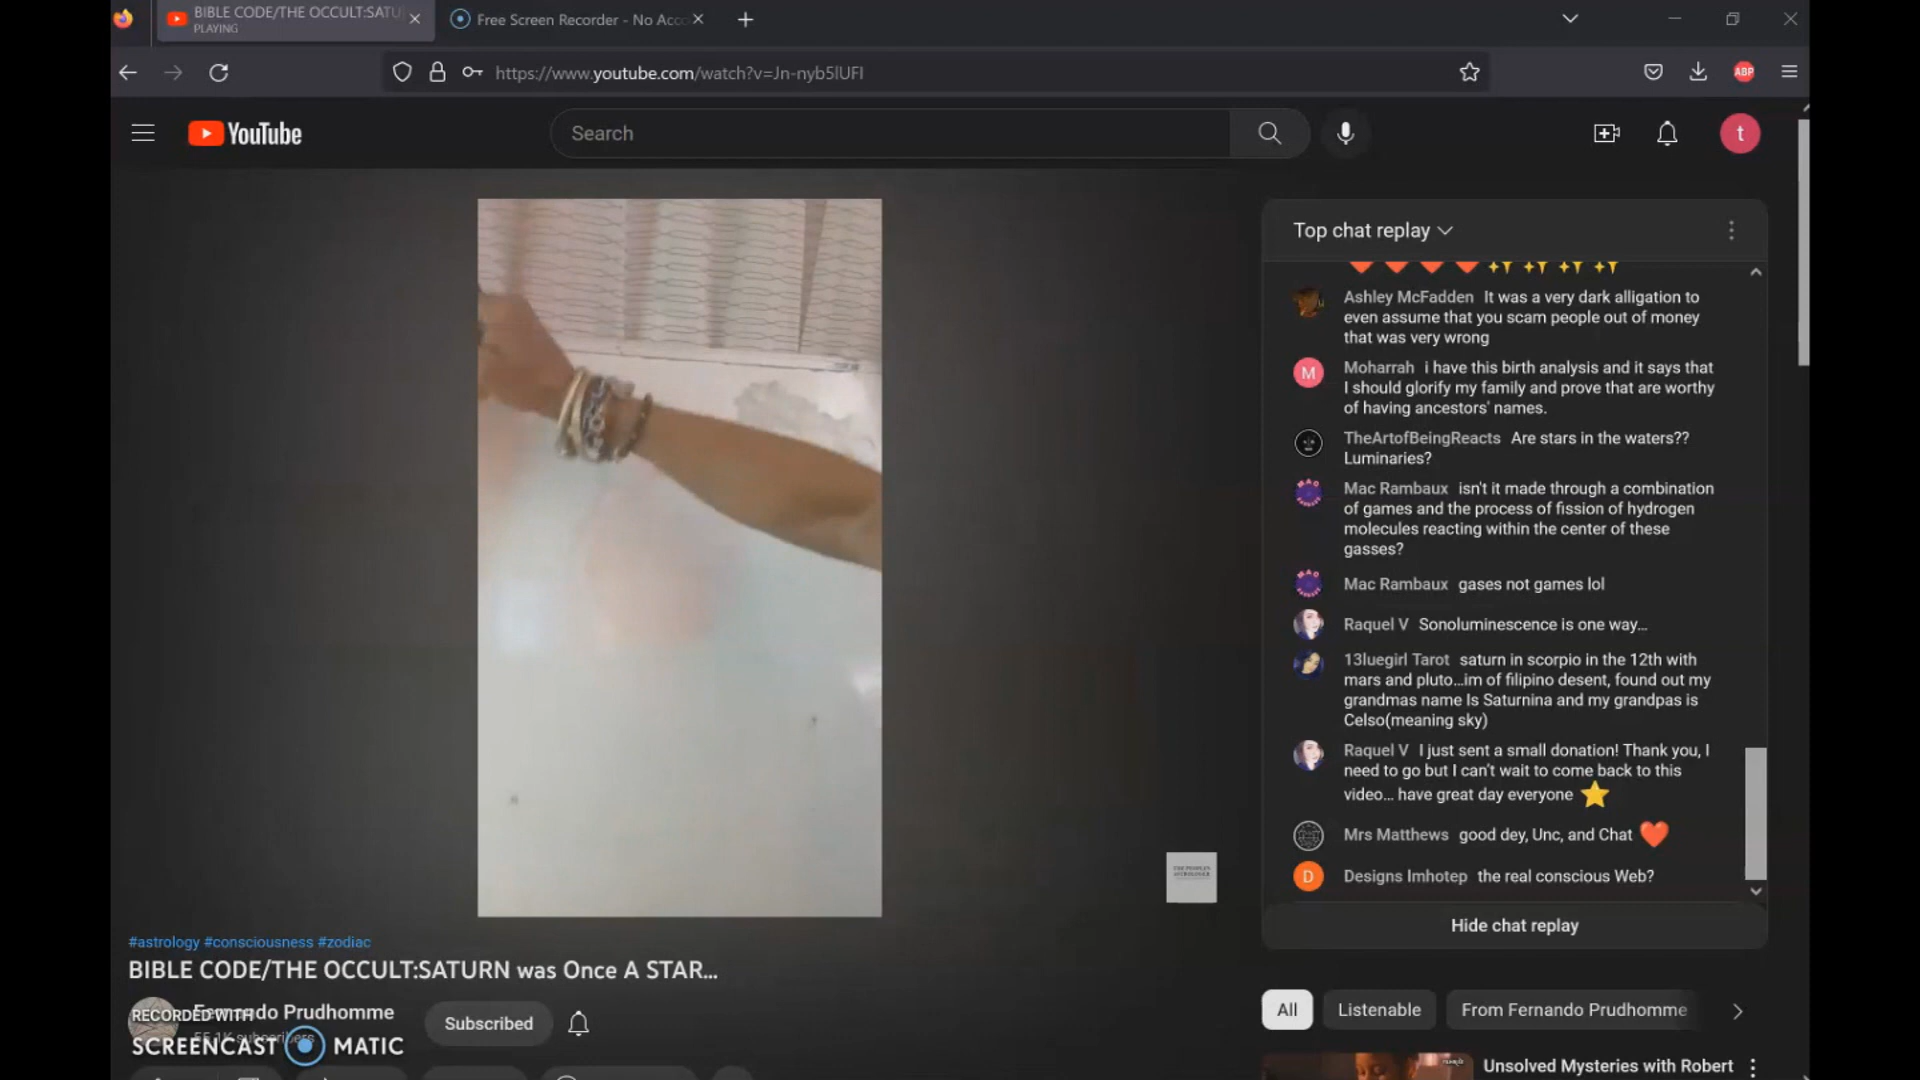 BIBLE CODE/THE OCCULT:SATU
PLAYING
Free Screen Recorder - No Acc
https://www.youtube.com/watch?v=Jn-nyb5lUFI
ABP
YouTube
Search
t
Top chat replay
Ashley McFadden It was a very dark alligation to
even assume that you scam people out of money
that was very wrong
M
Moharrah i have this birth analysis and it says that
I should glorify my family and prove that are worthy
of having ancestors' names.
TheArtofBeingReacts Are stars in the waters??
Luminaries?
Mac Rambaux isn't it made through a combination
of games and the process of fission of hydrogen
molecules reacting within the center of these
gasses?
Mac Rambaux gases not games lol
Raquel V Sonoluminescence is one way...
13luegirl Tarot saturn in scorpio in the 12th with
mars and pluto...im of filipino desent, found out my
grandmas name Is Saturnina and my grandpas is
Celso(meaning sky)
Raquel V I just sent a small donation! Thank you, I
need to go but I can't wait to come back to this
video... have great day everyone
Mrs Matthews good dey, Unc, and Chat
D
Designs Imhotep the real conscious Web?
Hide chat replay
THE PEOPLES
ASTROLOGER
#astrology #consciousness #zodiac
BIBLE CODE/THE OCCULT:SATURN was Once A STAR...
Fernando Prudhomme
Subscribed
RECORDED WITH
SCREENCAST MATIC
All
Listenable
From Fernando Prudhomme
Unsolved Mysteries with Robert